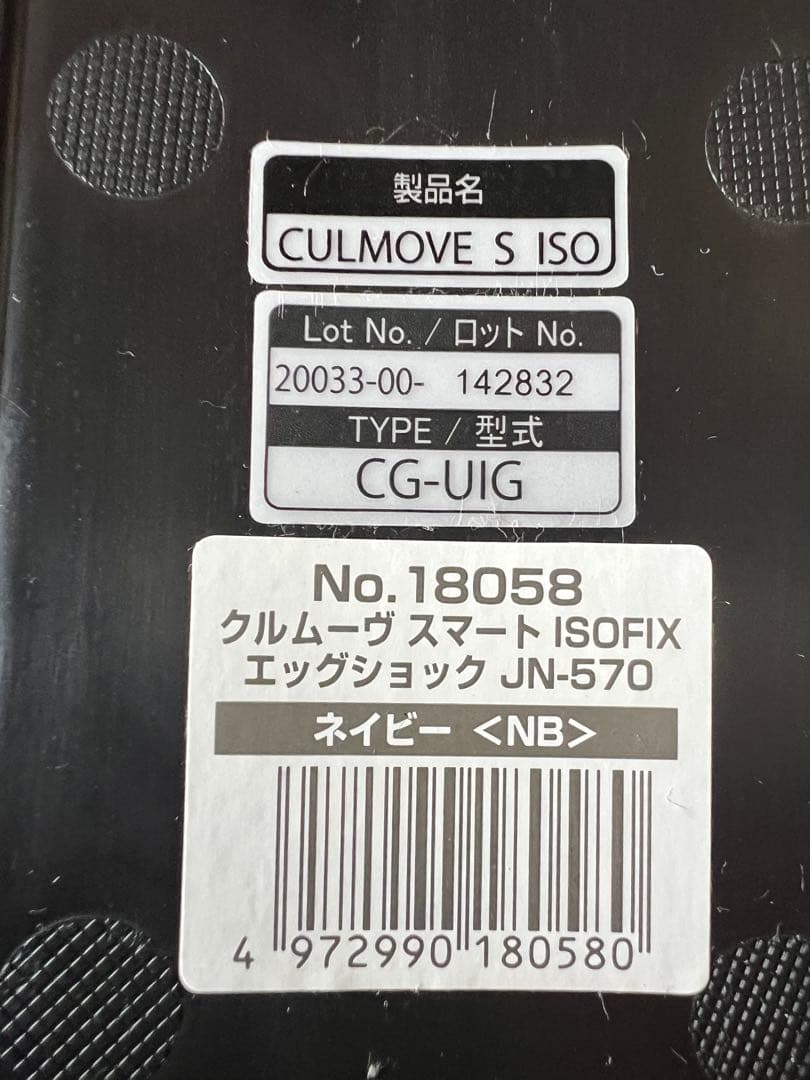 製品名
CULMOVE S ISO
Lot No. / ロット No.
20033-00- 142832
TYPE / 型式
CG-UIG
No.18058
クルムーヴ スマート ISOFIX
エッグショック JN-570
ネイビー <NB>
4 972990 180580